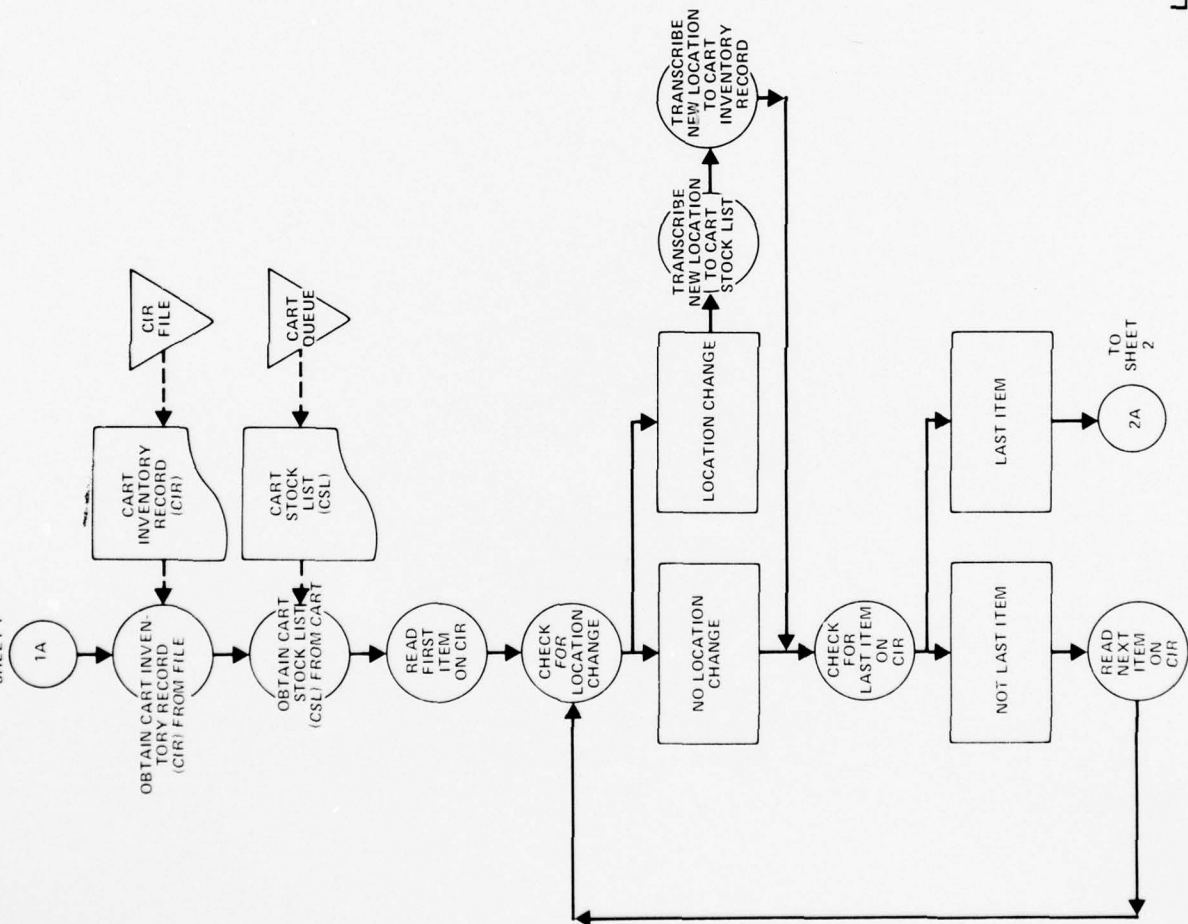 1A
OBTAIN CART INVEN-
TORY RECORD
(CIR) FROM FILE
CART
INVENTORY
RECORD
(CIR)
CIR
FILE
OBTAIN CART
STOCK LIST
(CSL) FROM CART
CART
STOCK
LIST
(CSL)
CART
QUEUE
READ
FIRST
ITEM
ON CIR
CHECK
FOR
LOCATION
CHANGE
NO LOCATION
CHANGE
LOCATION CHANGE
TRANSCRIBE
NEW LOCATION
TO CART
STOCK LIST
TRANSCRIBE
NEW LOCATION
TO CART
INVENTORY
RECORD
CHECK
FOR
LAST ITEM
ON
CIR
NOT LAST ITEM
LAST ITEM
READ
NEXT
ITEM
ON
CIR
2A
TO
SHEET
2